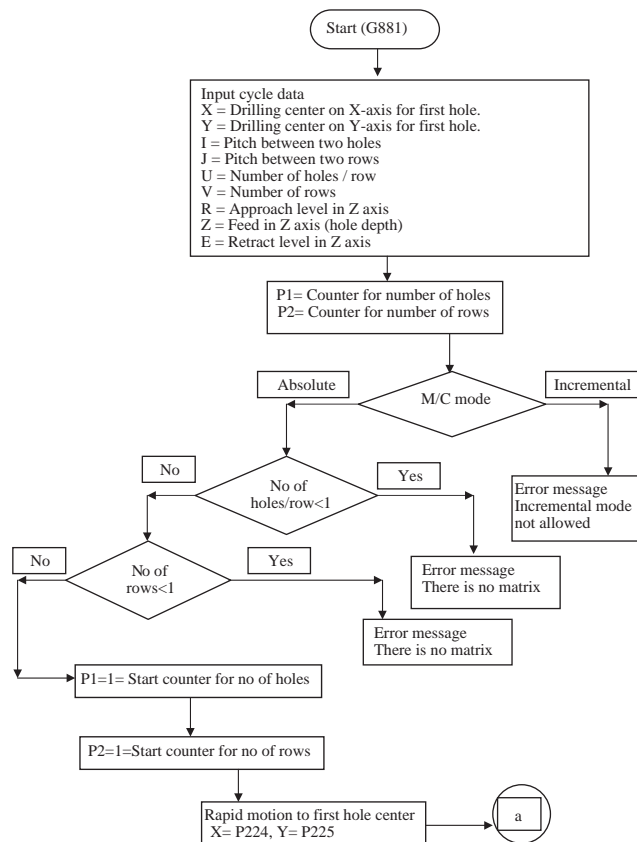 Start (G881)
Input cycle data
X = Drilling center on X-axis for first hole.
Y = Drilling center on Y-axis for first hole.
I = Pitch between two holes
J = Pitch between two rows
U = Number of holes / row
V = Number of rows
R = Approach level in Z axis
Z = Feed in Z axis (hole depth)
E = Retract level in Z axis
P1= Counter for number of holes
P2= Counter for number of rows
Absolute
M/C mode
Incremental
No
No of
holes/row<1
Yes
Error message
Incremental mode
not allowed
No
No of
rows<1
Yes
Error message
There is no matrix
Error message
There is no matrix
P1=1= Start counter for no of holes
P2=1=Start counter for no of rows
Rapid motion to first hole center
X= P224, Y= P225
a